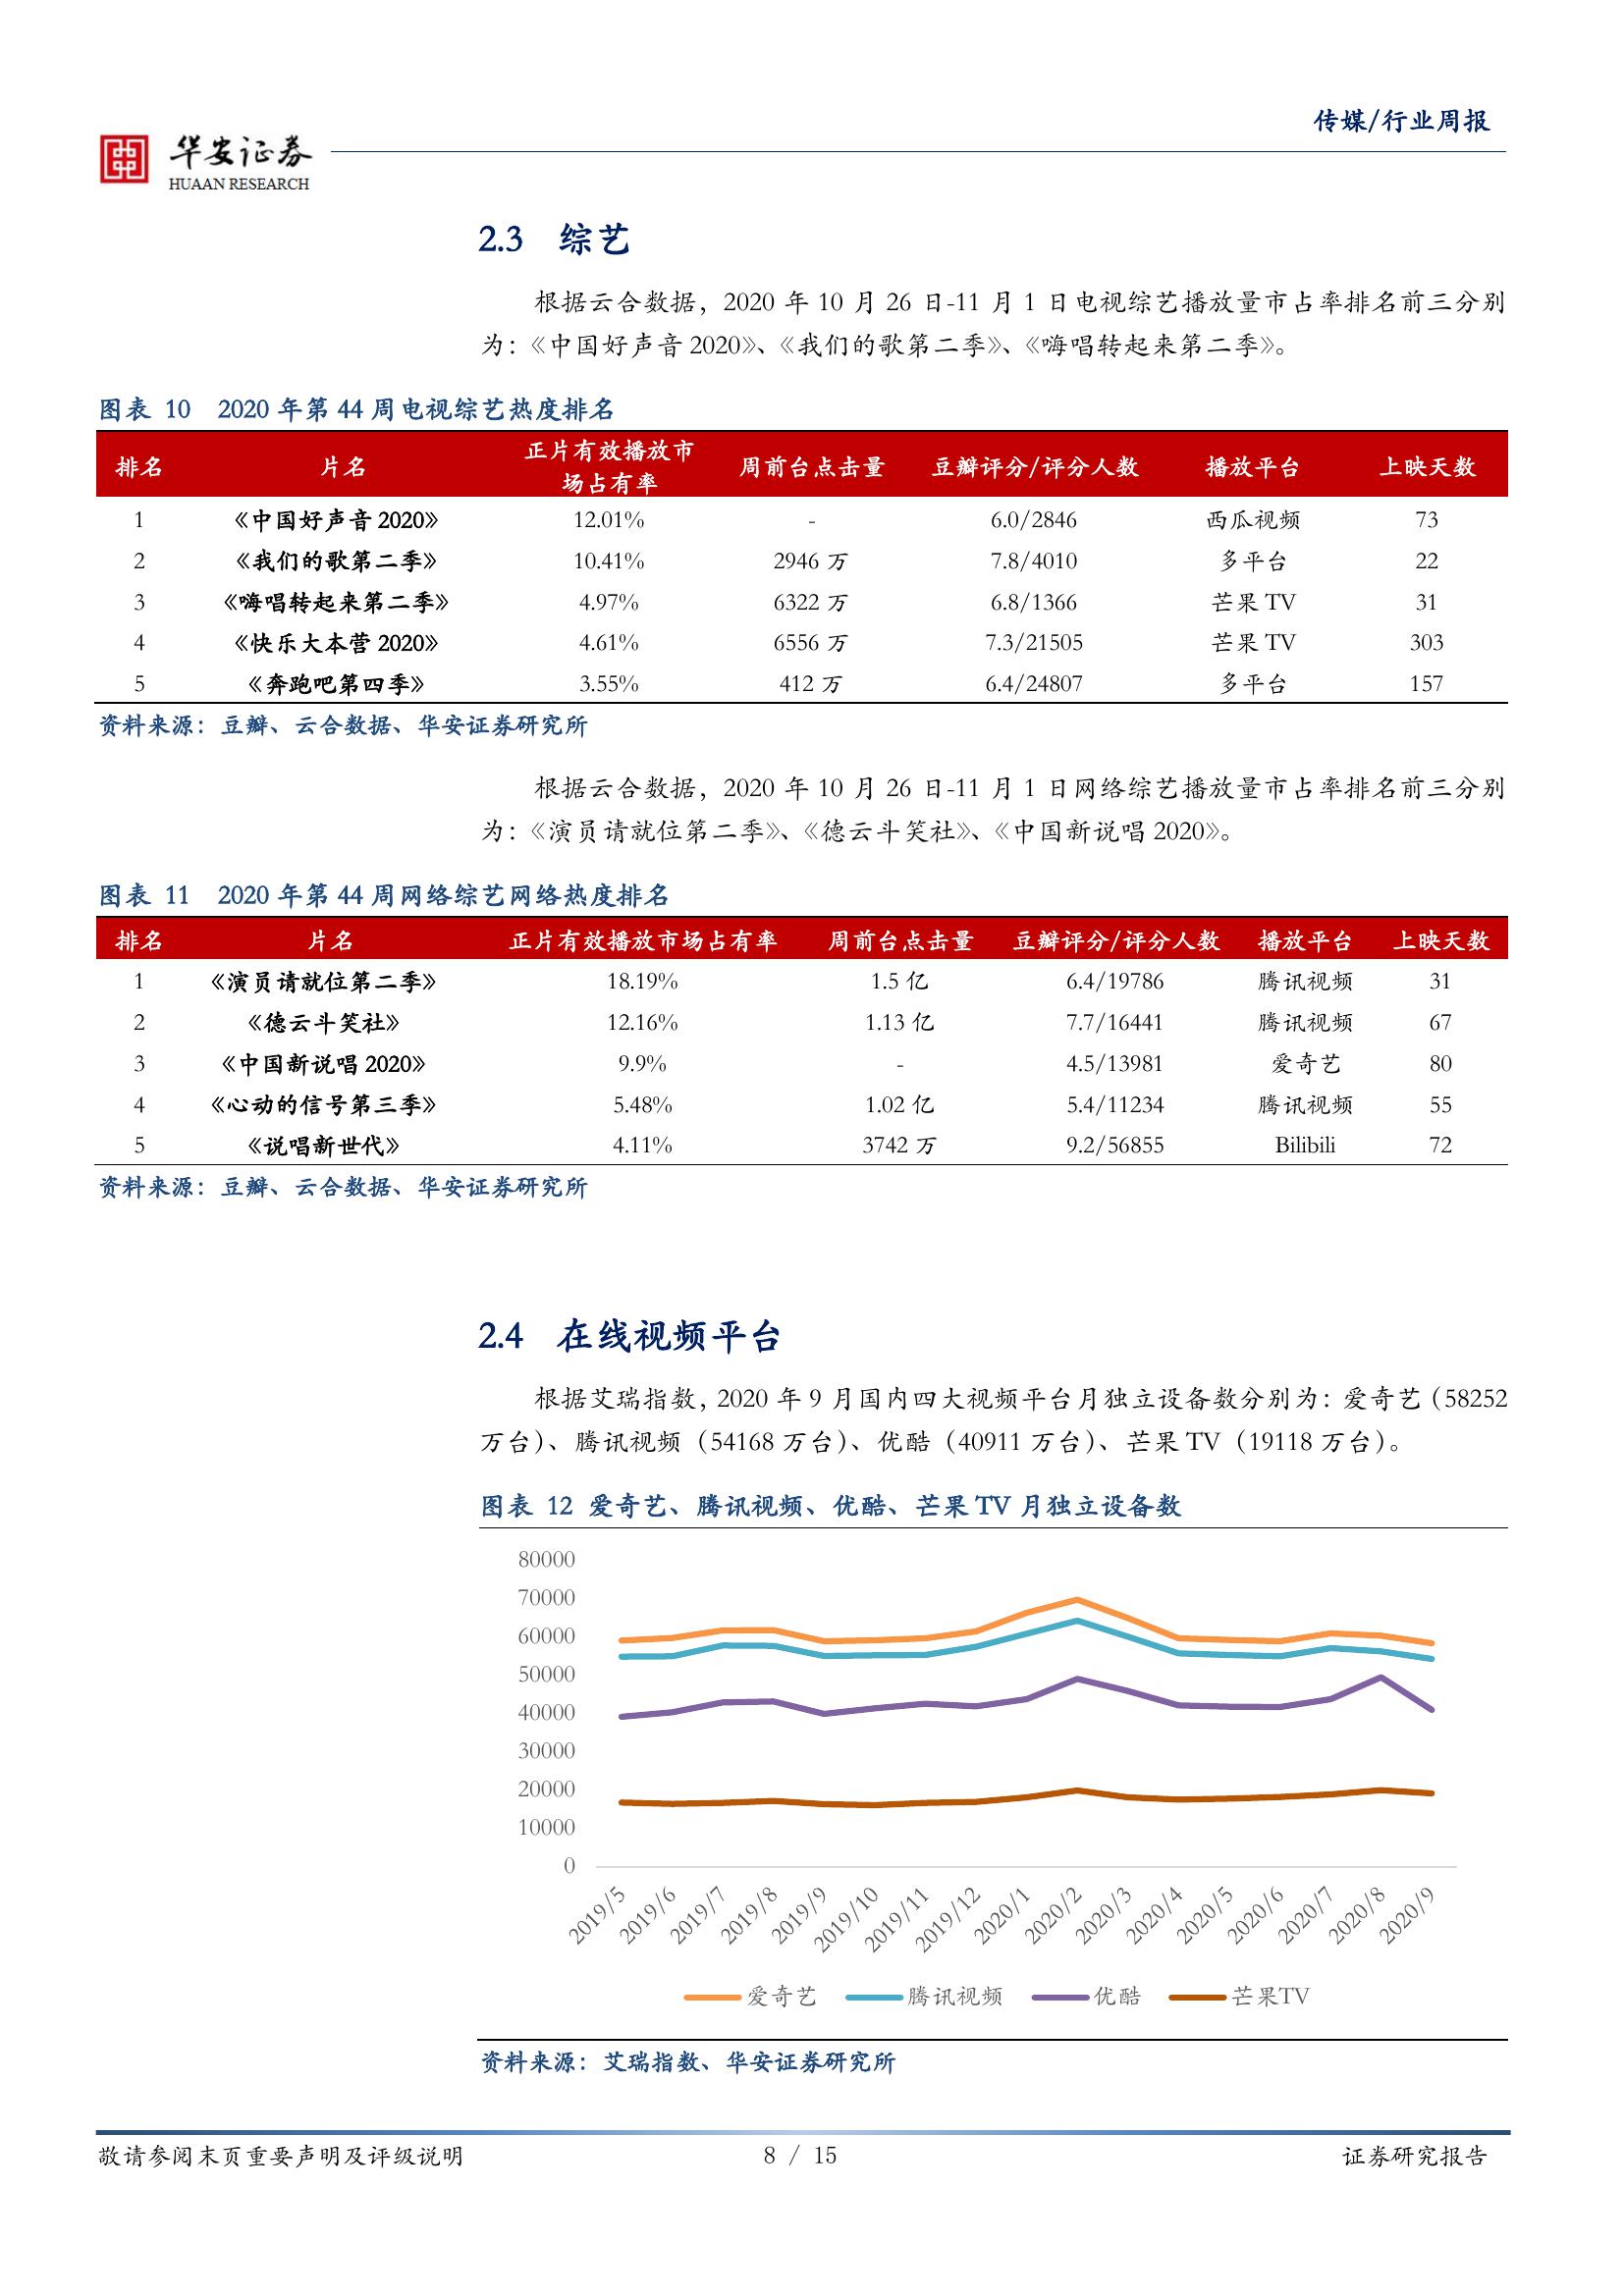 传媒/行业周报
华安证券
HUAAN RESEARCH
2.3 综艺
根据云合数据，2020 年 10 月 26 日-11 月 1 日电视综艺播放量市占率排名前三分别
为：《中国好声音 2020》、《我们的歌第二季》、《嗨唱转起来第二季》。
图表 10 2020 年第 44 周电视综艺热度排名
排名 片名 正片有效播放市场占有率 周前台点击量 豆瓣评分/评分人数 播放平台 上映天数
1 《中国好声音 2020》 12.01% - 6.0/2846 西瓜视频 73
2 《我们的歌第二季》 10.41% 2946 万 7.8/4010 多平台 22
3 《嗨唱转起来第二季》 4.97% 6322 万 6.8/1366 芒果 TV 31
4 《快乐大本营 2020》 4.61% 6556 万 7.3/21505 芒果 TV 303
5 《奔跑吧第四季》 3.55% 412 万 6.4/24807 多平台 157
资料来源：豆瓣、云合数据、华安证券研究所
根据云合数据，2020 年 10 月 26 日-11 月 1 日网络综艺播放量市占率排名前三分别
为：《演员请就位第二季》、《德云斗笑社》、《中国新说唱 2020》。
图表 11 2020 年第 44 周网络综艺网络热度排名
排名 片名 正片有效播放市场占有率 周前台点击量 豆瓣评分/评分人数 播放平台 上映天数
1 《演员请就位第二季》 18.19% 1.5 亿 6.4/19786 腾讯视频 31
2 《德云斗笑社》 12.16% 1.13 亿 7.7/16441 腾讯视频 67
3 《中国新说唱 2020》 9.9% - 4.5/13981 爱奇艺 80
4 《心动的信号第三季》 5.48% 1.02 亿 5.4/11234 腾讯视频 55
5 《说唱新世代》 4.11% 3742 万 9.2/56855 Bilibili 72
资料来源：豆瓣、云合数据、华安证券研究所
2.4 在线视频平台
根据艾瑞指数，2020 年 9 月国内四大视频平台月独立设备数分别为：爱奇艺（58252
万台）、腾讯视频（54168 万台）、优酷（40911 万台）、芒果 TV（19118 万台）。
图表 12 爱奇艺、腾讯视频、优酷、芒果 TV 月独立设备数
80000
70000
60000
50000
40000
30000
20000
10000
0
2019/5 2019/6 2019/7 2019/8 2019/9 2019/10 2019/11 2019/12 2020/1 2020/2 2020/3 2020/4 2020/5 2020/6 2020/7 2020/8 2020/9
爱奇艺 腾讯视频 优酷 芒果TV
资料来源：艾瑞指数、华安证券研究所
敬请参阅末页重要声明及评级说明 8 / 15 证券研究报告